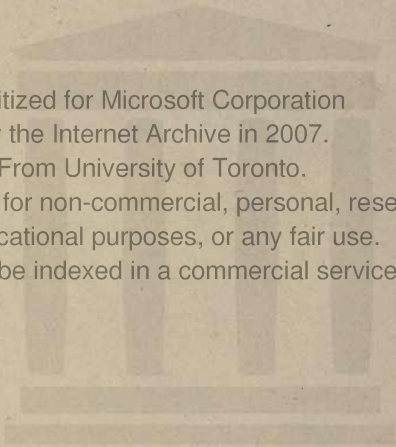 itized for Microsoft Corporation
the Internet Archive in 2007.
From University of Toronto.
for non-commercial, personal, rese
cational purposes, or any fair use.
be indexed in a commercial service